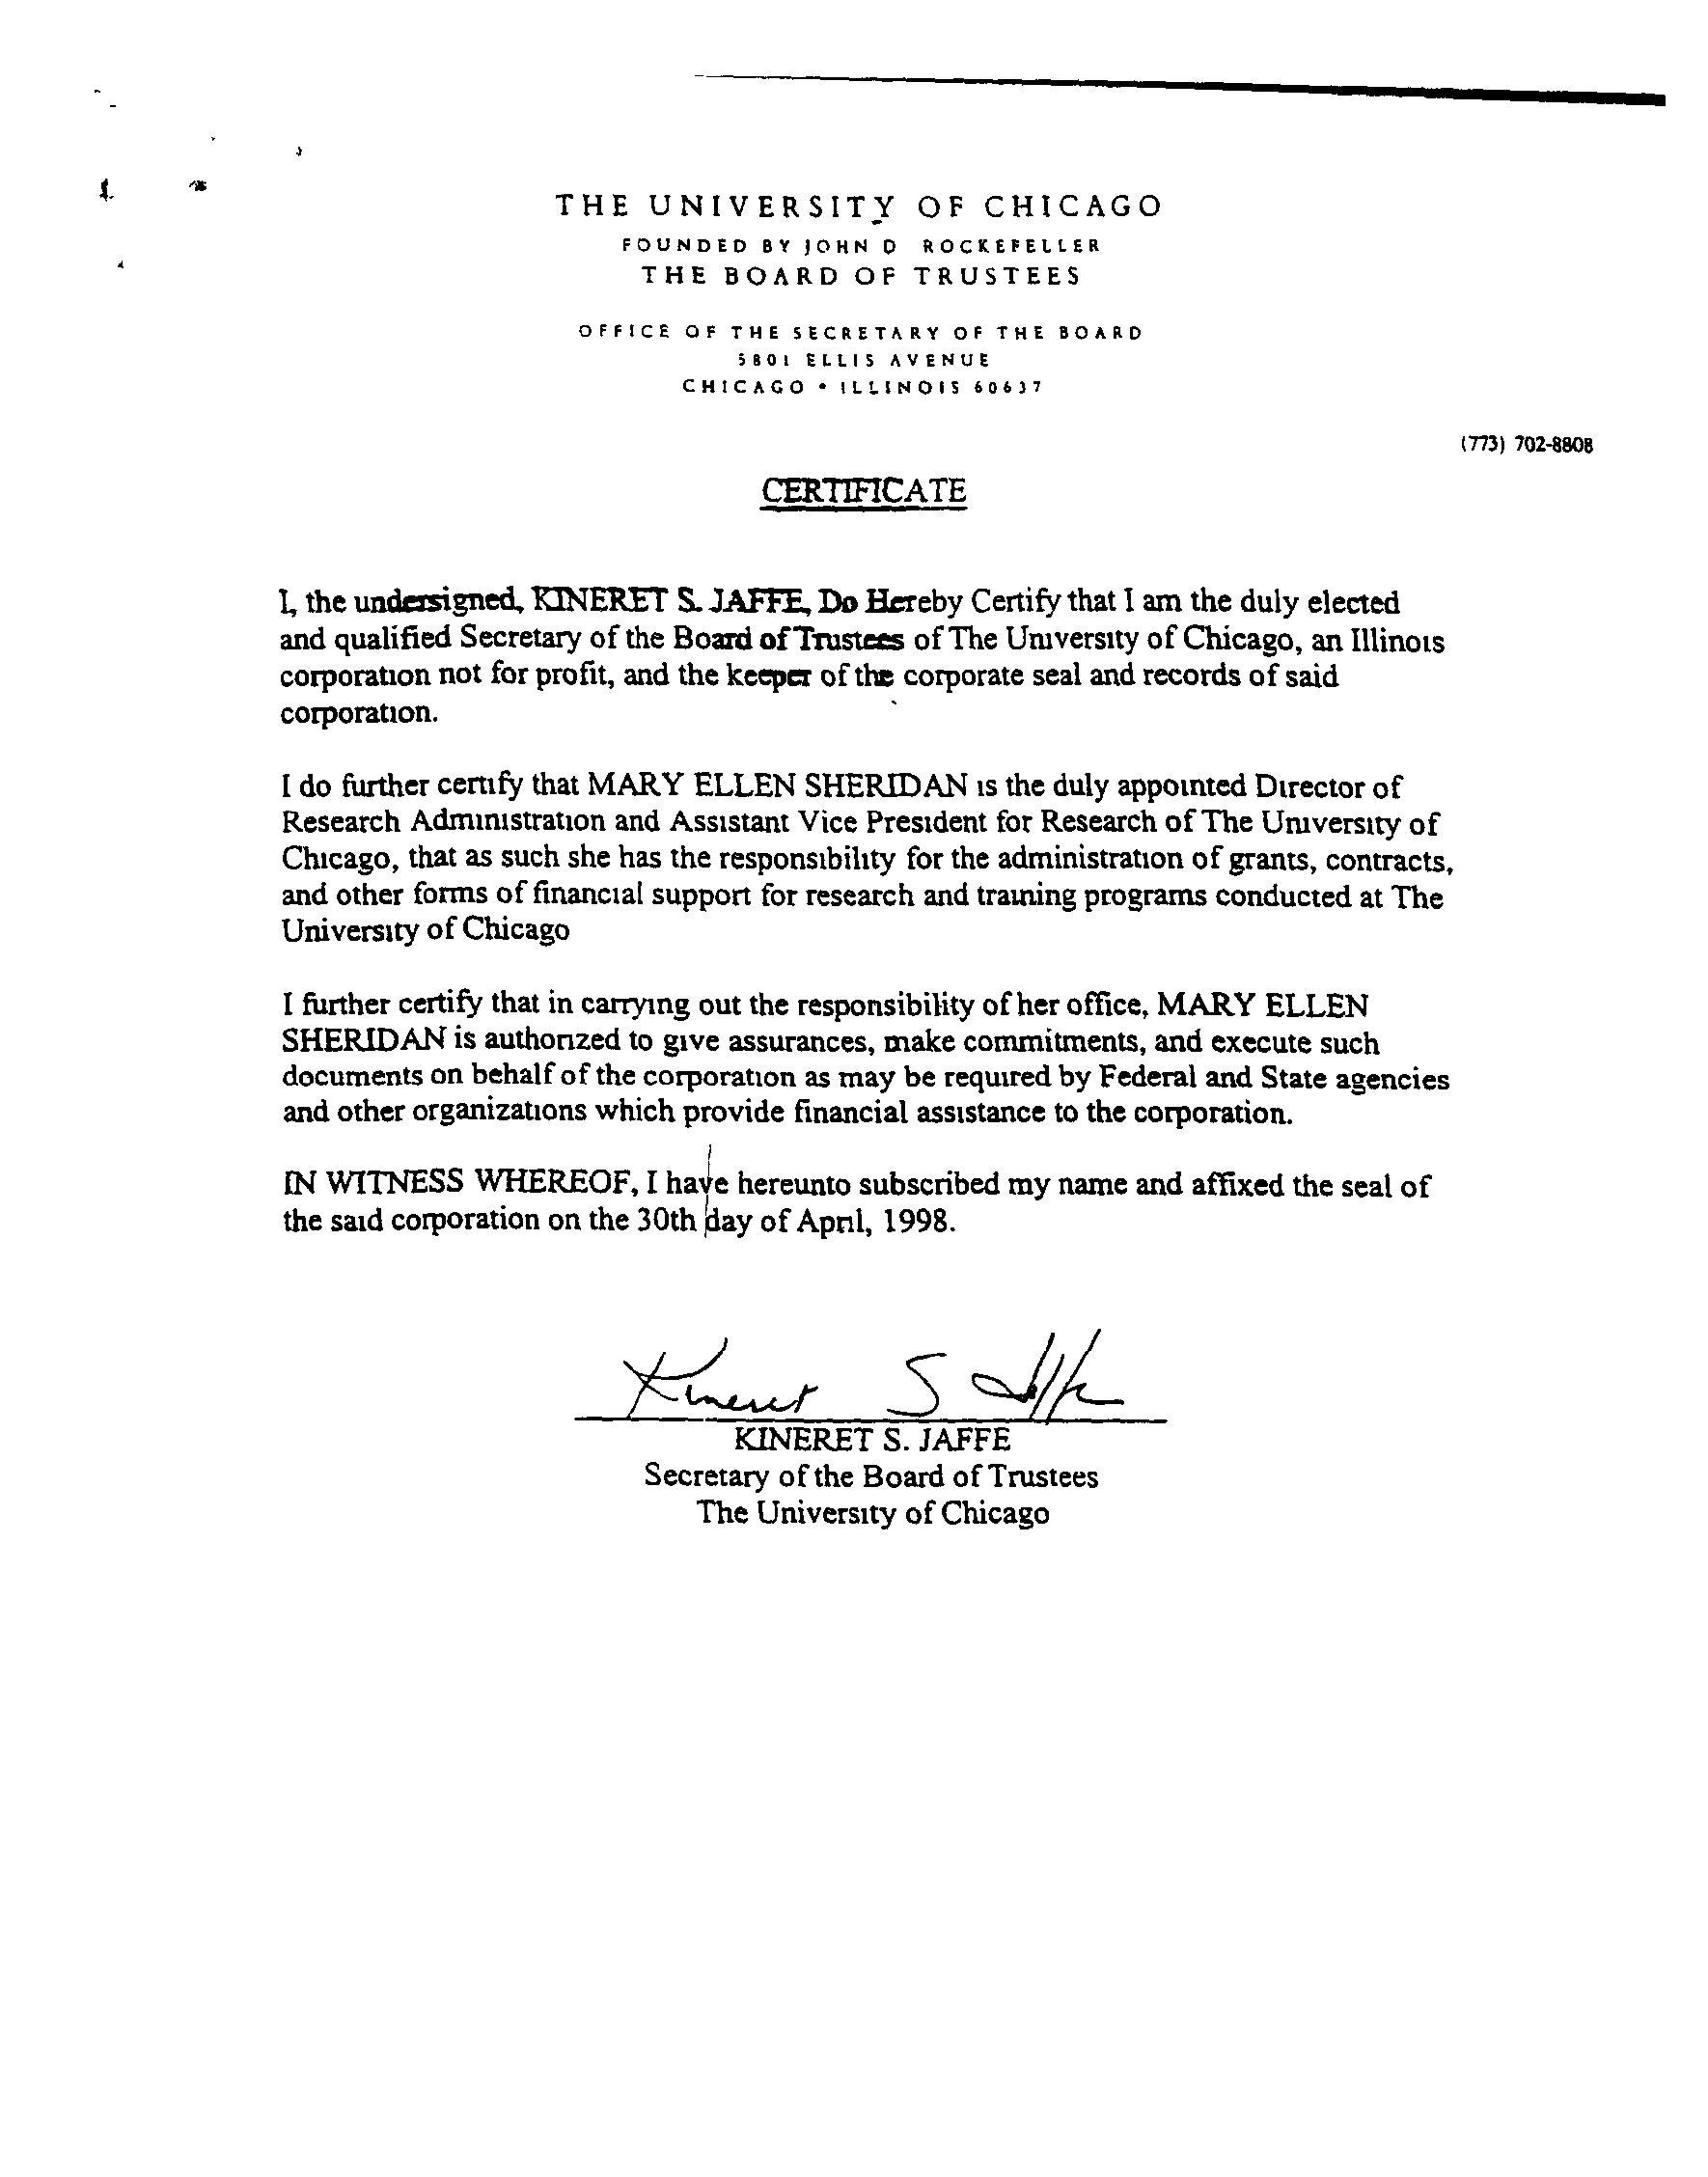 THE UNIVERSITY OF CHICAGO
FOUNDED BY JOHN D ROCKEFELLER
THE BOARD OF TRUSTEES
OFFICE OF THE SECRETARY OF THE BOARD
5801 ELLIS AVENUE
CHICAGO • ILLINOIS 60637
(773) 702-8808
CERTIFICATE
I, the undersigned, KINERET S. JAFFE, Do Hereby Certify that I am the duly elected
and qualified Secretary of the Board of Trustees of The University of Chicago, an Illinois
corporation not for profit, and the keeper of the corporate seal and records of said
corporation.
I do further certify that MARY ELLEN SHERIDAN is the duly appointed Director of
Research Administration and Assistant Vice President for Research of The University of
Chicago, that as such she has the responsibility for the administration of grants, contracts,
and other forms of financial support for research and training programs conducted at The
University of Chicago
I further certify that in carrying out the responsibility of her office, MARY ELLEN
SHERIDAN is authorized to give assurances, make commitments, and execute such
documents on behalf of the corporation as may be required by Federal and State agencies
and other organizations which provide financial assistance to the corporation.
IN WITNESS WHEREOF, I have hereunto subscribed my name and affixed the seal of
the said corporation on the 30th day of April, 1998.
Kineret S Jaffe
KINERET S. JAFFE
Secretary of the Board of Trustees
The University of Chicago